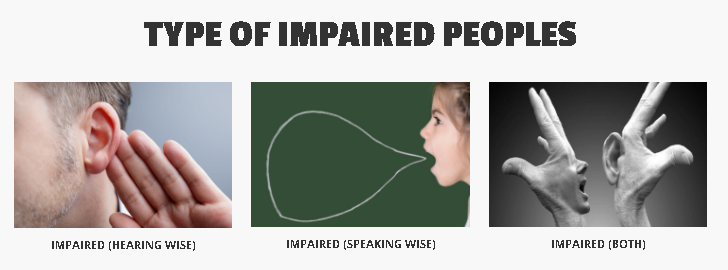 TYPE OF IMPAIRED PEOPLES
IMPAIRED (HEARING WISE)
IMPAIRED (SPEAKING WISE)
IMPAIRED (BOTH)